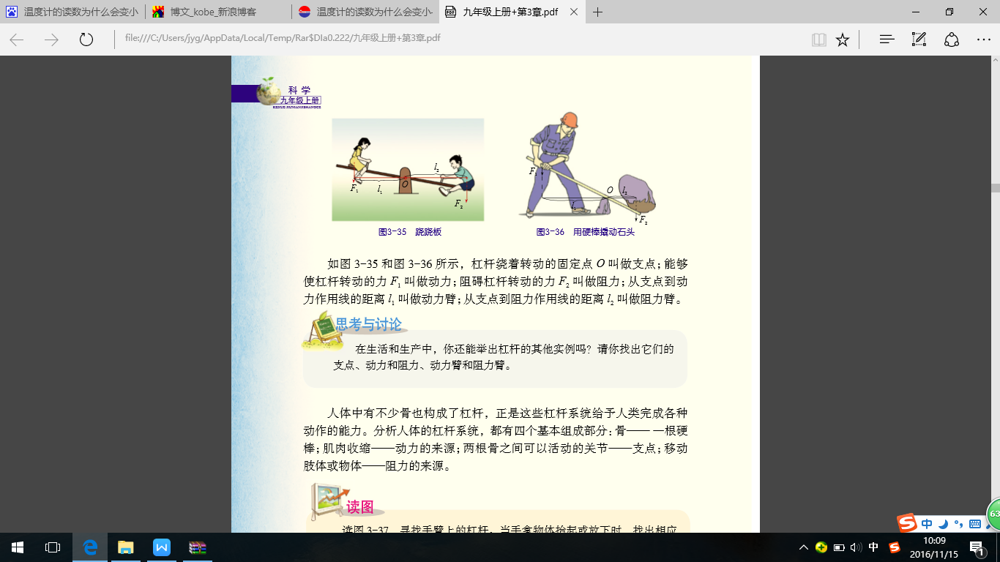 温度计的读数为什么会变小
博文_kobe_新浪博客
温度计的读数为什么会变小-
九年级上册+第3章.pdf
file:///C:/Users/jyg/AppData/Local/Temp/Rar$DIa0.222/九年级上册+第3章.pdf
科 学
九年级上册
F1
l1
O
l2
F2
F1
l1
O
l2
F2
图3-35 跷跷板
图3-36 用硬棒撬动石头
如图 3-35 和图 3-36 所示，杠杆绕着转动的固定点 O 叫做支点；能够
使杠杆转动的力 F1 叫做动力；阻碍杠杆转动的力 F2 叫做阻力；从支点到动
力作用线的距离 l1 叫做动力臂；从支点到阻力作用线的距离 l2 叫做阻力臂。
思考与讨论
在生活和生产中，你还能举出杠杆的其他实例吗？请你找出它们的
支点、动力和阻力、动力臂和阻力臂。
人体中有不少骨也构成了杠杆，正是这些杠杆系统给予人类完成各种
动作的能力。分析人体的杠杆系统，都有四个基本组成部分：骨—— 一根硬
棒；肌肉收缩——动力的来源；两根骨之间可以活动的关节——支点；移动
肢体或物体——阻力的来源。
读图
读图 3-37，寻找手臂上的杠杆。当手拿物体抬起或放下时，找出相应
63
中
中
10:09
2016/11/15
1